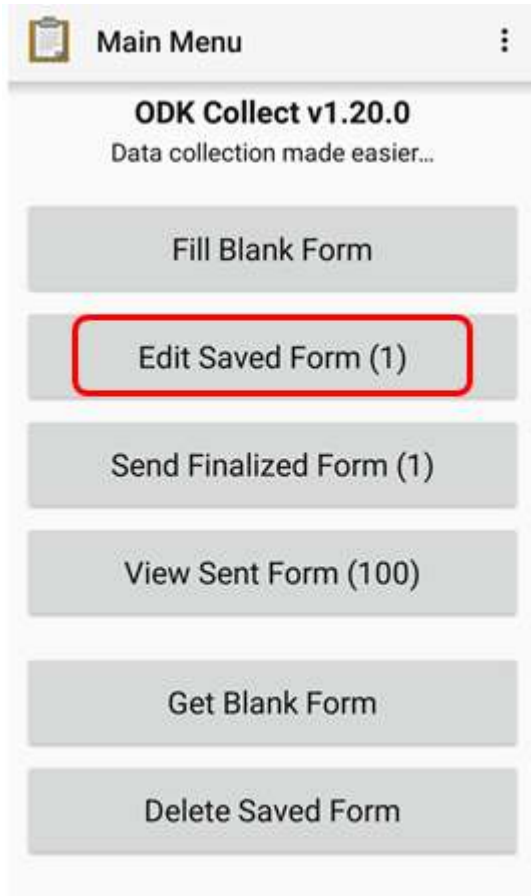 Main Menu
ODK Collect v1.20.0
Data collection made easier...
Fill Blank Form
Edit Saved Form (1)
Send Finalized Form (1)
View Sent Form (100)
Get Blank Form
Delete Saved Form